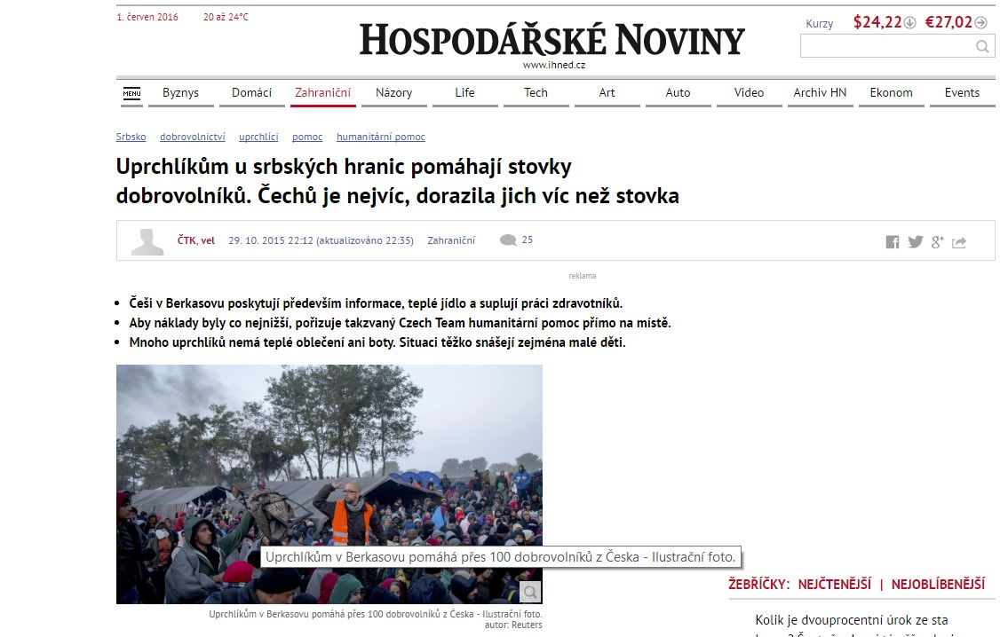 1. červen 2016 20 až 24°C
HOSPODÁŘSKÉ NOVINY
www.ihned.cz
Kurzy $24,22 €27,02
MENU Byznys Domácí Zahraniční Názory Life Tech Art Auto Video Archiv HN Ekonom Events
Srbsko dobrovolnictví uprchlíci pomoc humanitární pomoc
Uprchlíkům u srbských hranic pomáhají stovky
dobrovolníků. Čechů je nejvíc, dorazila jich víc než stovka
ČTK, vel 29. 10. 2015 22:12 (aktualizováno 22:35) Zahraniční 25
reklama
Češi v Berkasovu poskytují především informace, teplé jídlo a suplují práci zdravotníků.
Aby náklady byly co nejnižší, pořizuje takzvaný Czech Team humanitární pomoc přímo na místě.
Mnoho uprchlíků nemá teplé oblečení ani boty. Situaci těžko snášejí zejména malé děti.
Uprchlíkům v Berkasovu pomáhá přes 100 dobrovolníků z Česka - Ilustrační foto.
Uprchlíkům v Berkasovu pomáhá přes 100 dobrovolníků z Česka - Ilustrační foto.
autor: Reuters
ŽEBŘÍČKY: NEJČTENĚJŠÍ | NEJOBLÍBENĚJŠÍ
Kolik je dvouprocentní úrok ze sta